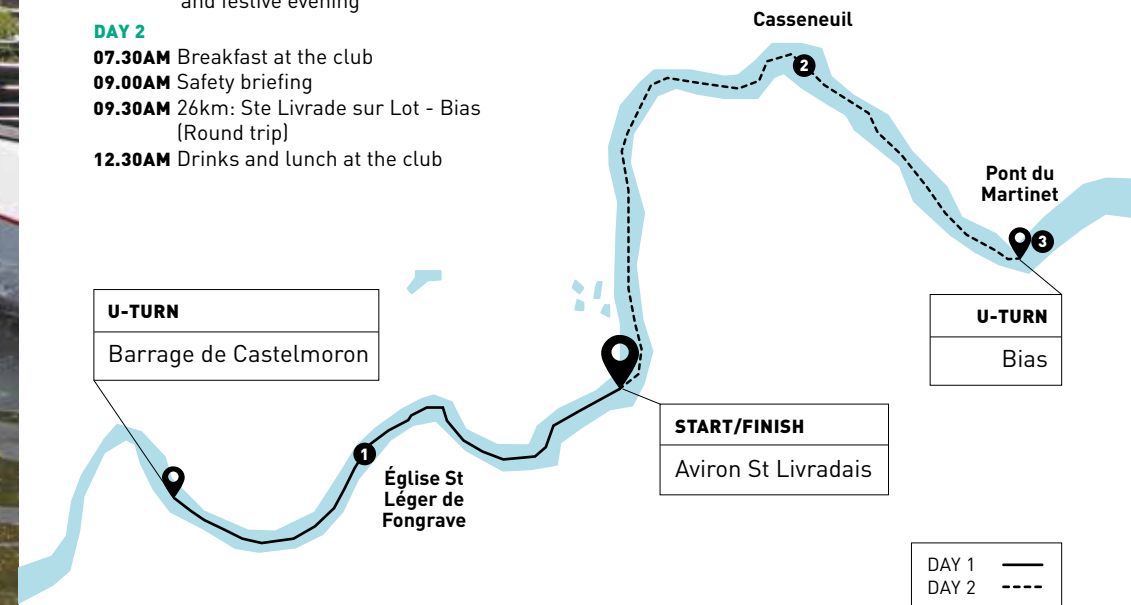 and festive evening
DAY 2
07.30AM Breakfast at the club
09.00AM Safety briefing
09.30AM 26km: Ste Livrade sur Lot - Bias
(Round trip)
12.30AM Drinks and lunch at the club
Casseneuil
2
Pont du
Martinet
3
U-TURN
Barrage de Castelmoron
U-TURN
Bias
START/FINISH
Aviron St Livradais
1
Église St
Léger de
Fongrave
DAY 1
DAY 2